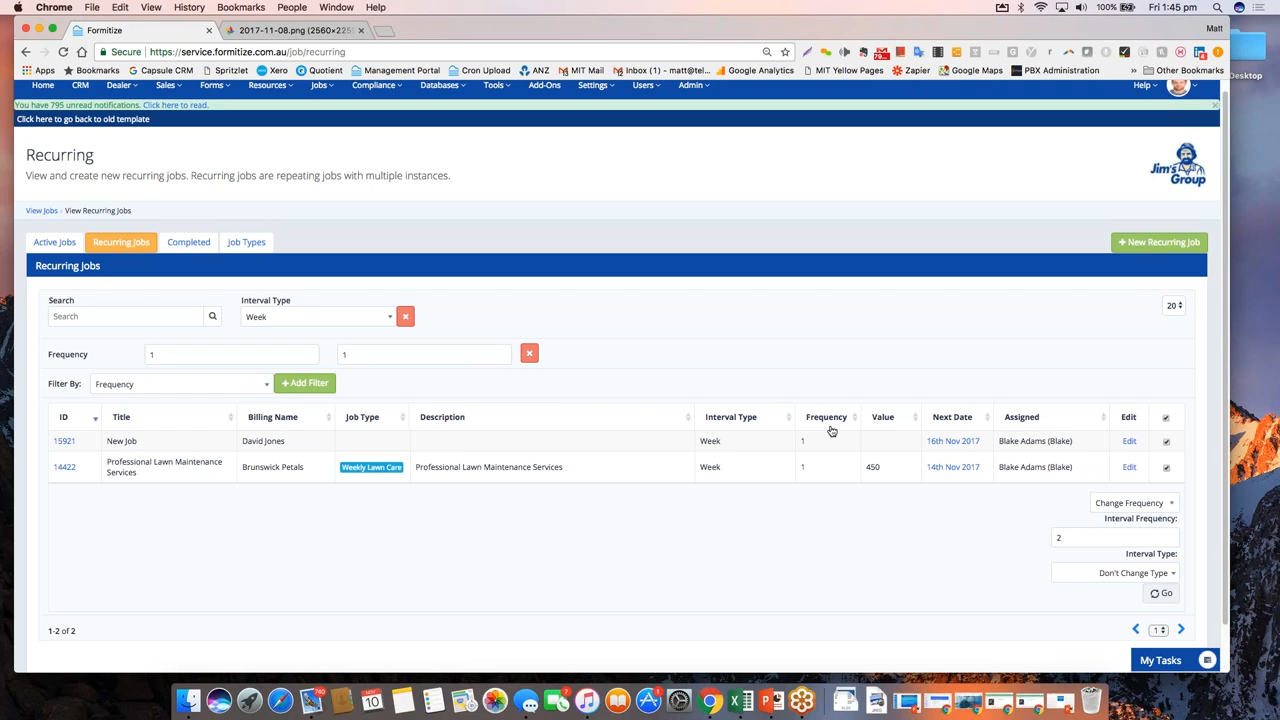 Chrome File Edit View History Bookmarks People Window Help 100% Fri 1:45 pm
Formitize 2017-11-08.png (2560×225 Matt
Secure https://service.formitize.com.au/job/recurring
Apps Bookmarks Capsule CRM Spritzlet Xero Quotient Management Portal Cron Upload ANZ MIT Mail Inbox (1) - matt@tel... Google Analytics MIT Yellow Pages Zapier Google Maps PBX Administration » Other Bookmarks
Desktop
Home CRM Dealer Sales Forms Resources Jobs Compliance Databases Tools Add-Ons Settings Users Admin Help
You have 795 unread notifications. Click here to read.
Click here to go back to old template
Recurring
View and create new recurring jobs. Recurring jobs are repeating jobs with multiple instances.
Jim's Group
View Jobs View Recurring Jobs
Active Jobs Recurring Jobs Completed Job Types + New Recurring Job
Recurring Jobs
Search Interval Type
Search Week 20
Frequency 1 1
Filter By: Frequency + Add Filter
ID Title Billing Name Job Type Description Interval Type Frequency Value Next Date Assigned Edit
15921 New Job David Jones Week 1 16th Nov 2017 Blake Adams (Blake) Edit
14422 Professional Lawn Maintenance Services Brunswick Petals Weekly Lawn Care Professional Lawn Maintenance Services Week 1 450 14th Nov 2017 Blake Adams (Blake) Edit
Change Frequency
Interval Frequency:
2
Interval Type:
Don't Change Type
Go
1-2 of 2 1
My Tasks